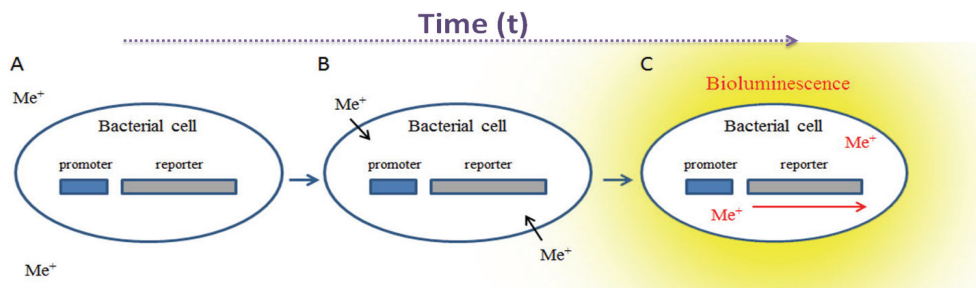 Time (t)
A
Me⁺
Bacterial cell
promoter reporter
Me⁺
B
Me⁺
Bacterial cell
promoter reporter
Me⁺
C
Bioluminescence
Bacterial cell
Me⁺
promoter reporter
Me⁺